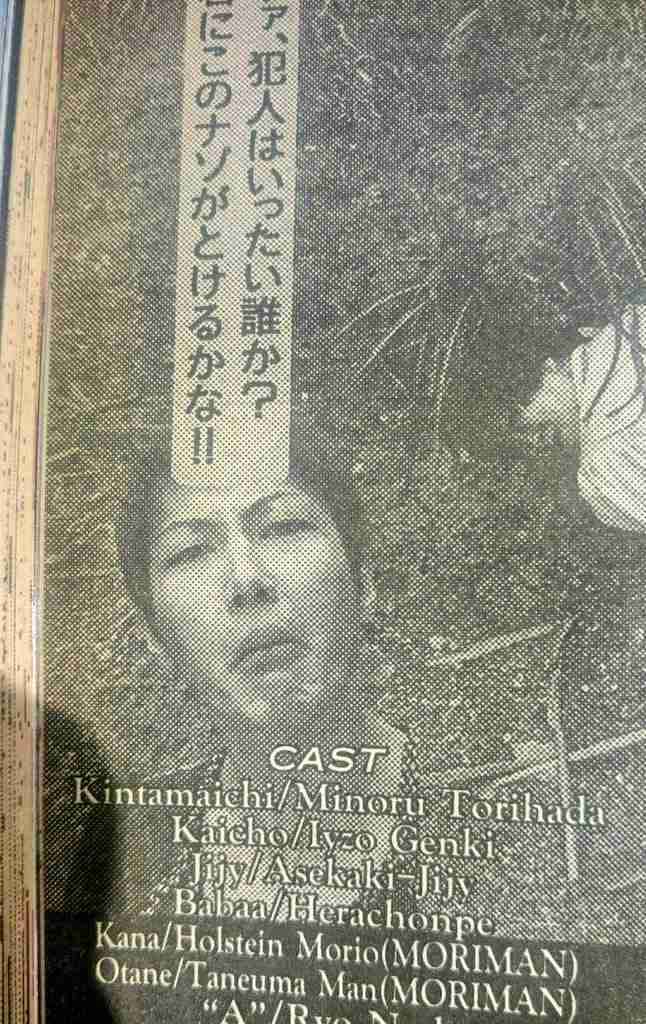 ァ、犯人はいったい誰か?
にこのナゾがとけるかな!!
CAST
Kintamaichi/Minoru Torihada
Kaicho/Iyzo Genki
Jijy/Asekaki-Jijy
Babaa/Herachonpe
Kana/Holstein Morio(MORIMAN)
Otane/Taneuma Man(MORIMAN)
"A"/Ryo